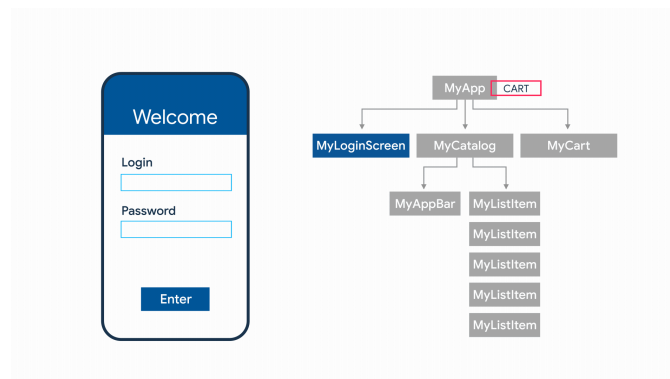 Welcome
Login
Password
Enter
MyApp
CART
MyLoginScreen
MyCatalog
MyCart
MyAppBar
MyListItem
MyListItem
MyListItem
MyListItem
MyListItem